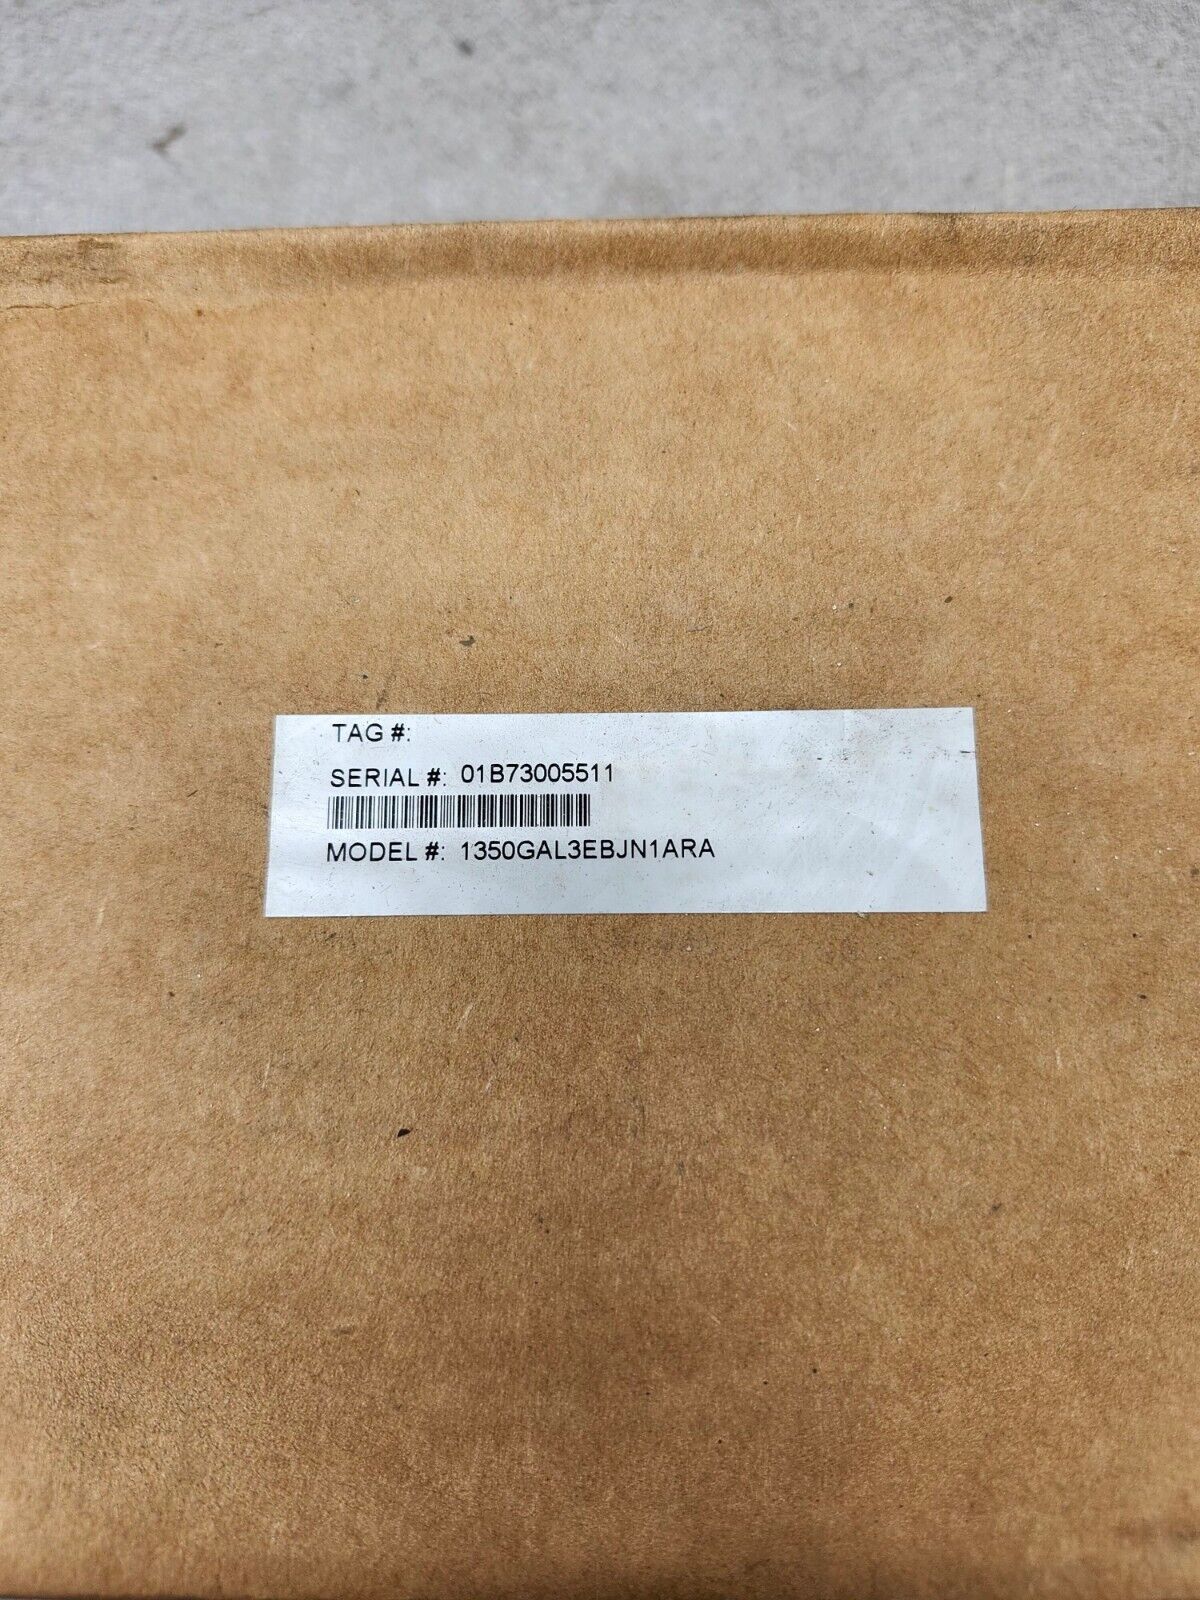 TAG #:
SERIAL #: 01B73005511
MODEL #: 1350GAL3EBJN1ARA